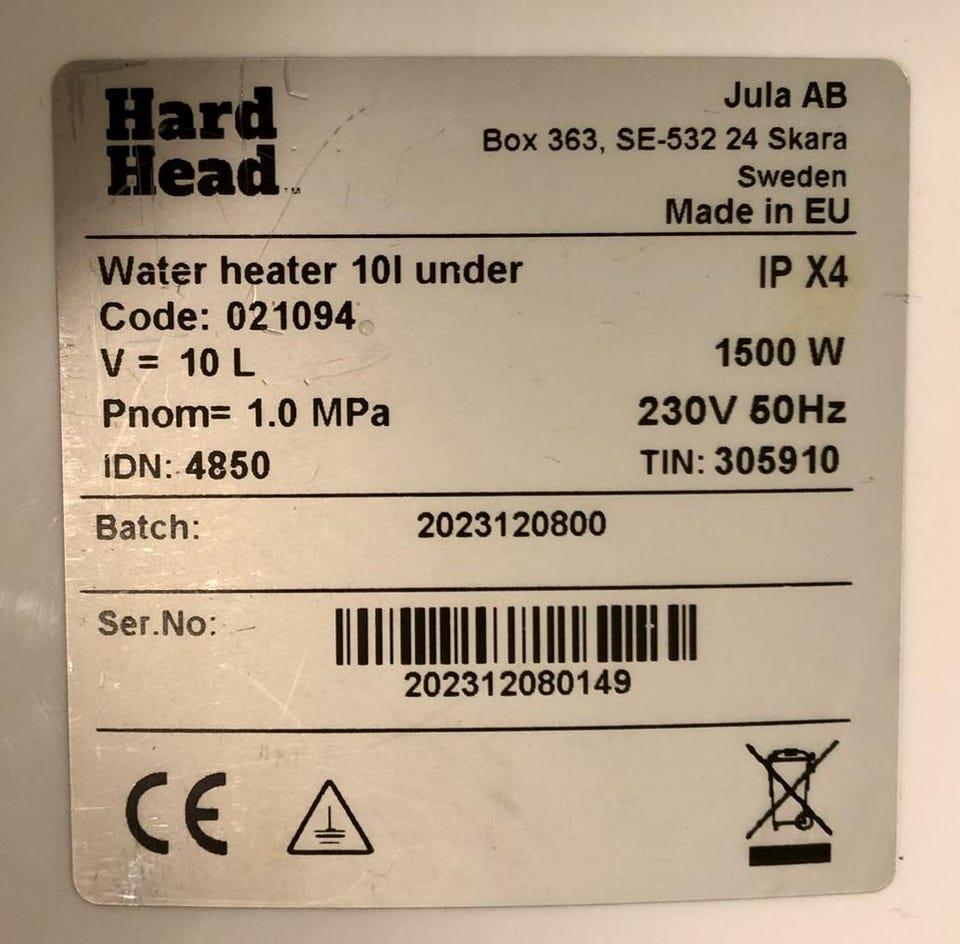 Hard
Head™
Jula AB
Box 363, SE-532 24 Skara
Sweden
Made in EU
Water heater 10l under
IP X4
Code: 021094
V = 10 L
1500 W
Pnom= 1.0 MPa
230V 50Hz
IDN: 4850
TIN: 305910
Batch: 2023120800
Ser.No:
202312080149
CE